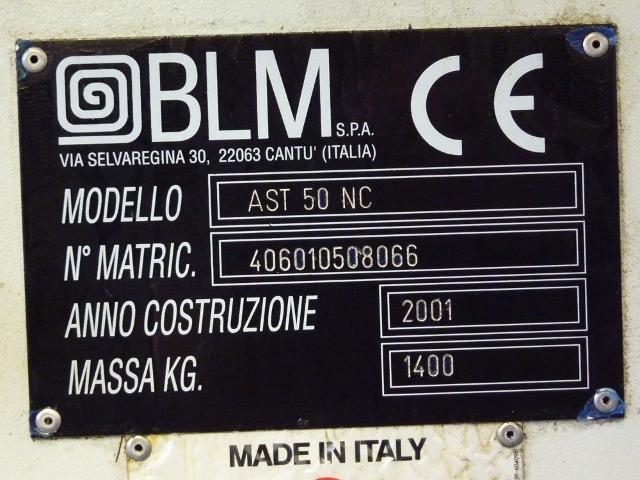 BLM S.P.A. CE
VIA SELVAREGINA 30, 22063 CANTU' (ITALIA)
MODELLO AST 50 NC
N° MATRIC. 406010508066
ANNO COSTRUZIONE 2001
MASSA KG. 1400
MADE IN ITALY